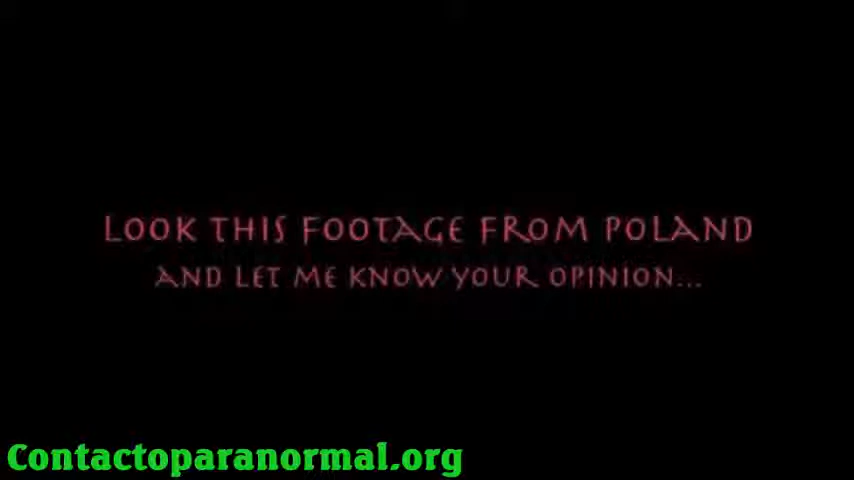 LOOK THIS FOOTAGE FROM POLAND
AND LET ME KNOW YOUR OPINION...
Contactoparanormal.org